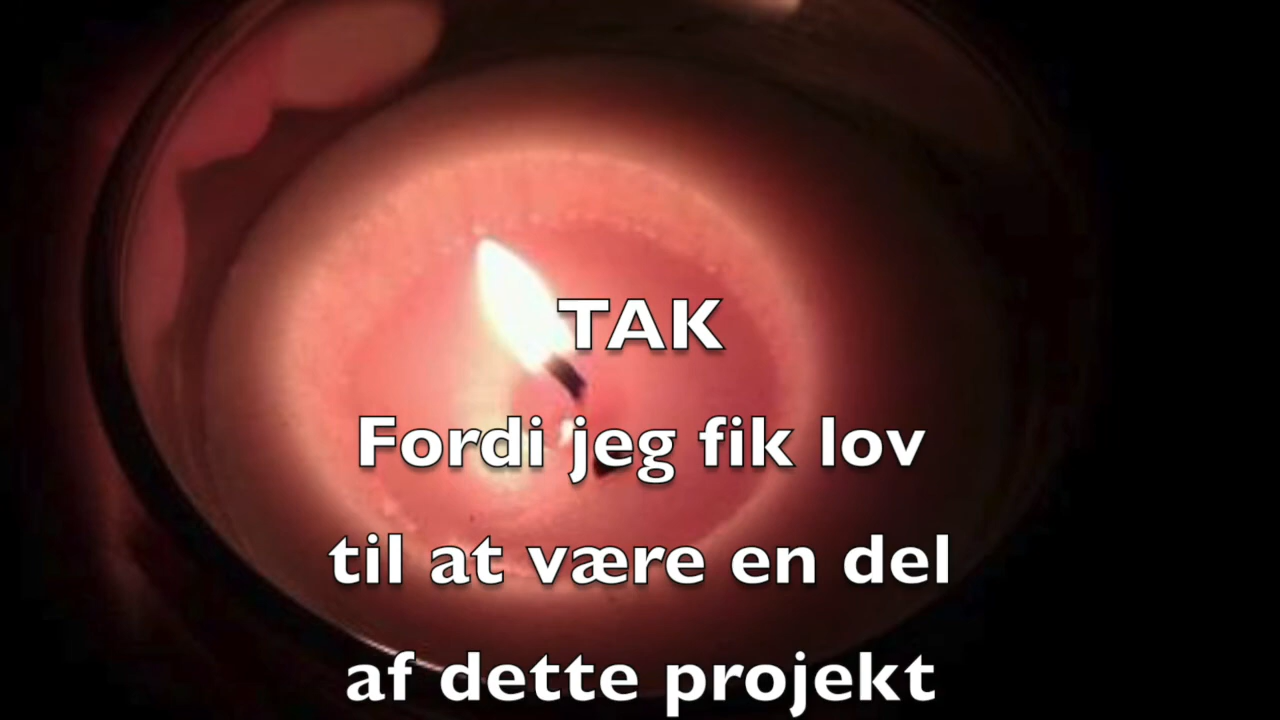 TAK
Fordi jeg fik lov
til at være en del
af dette projekt